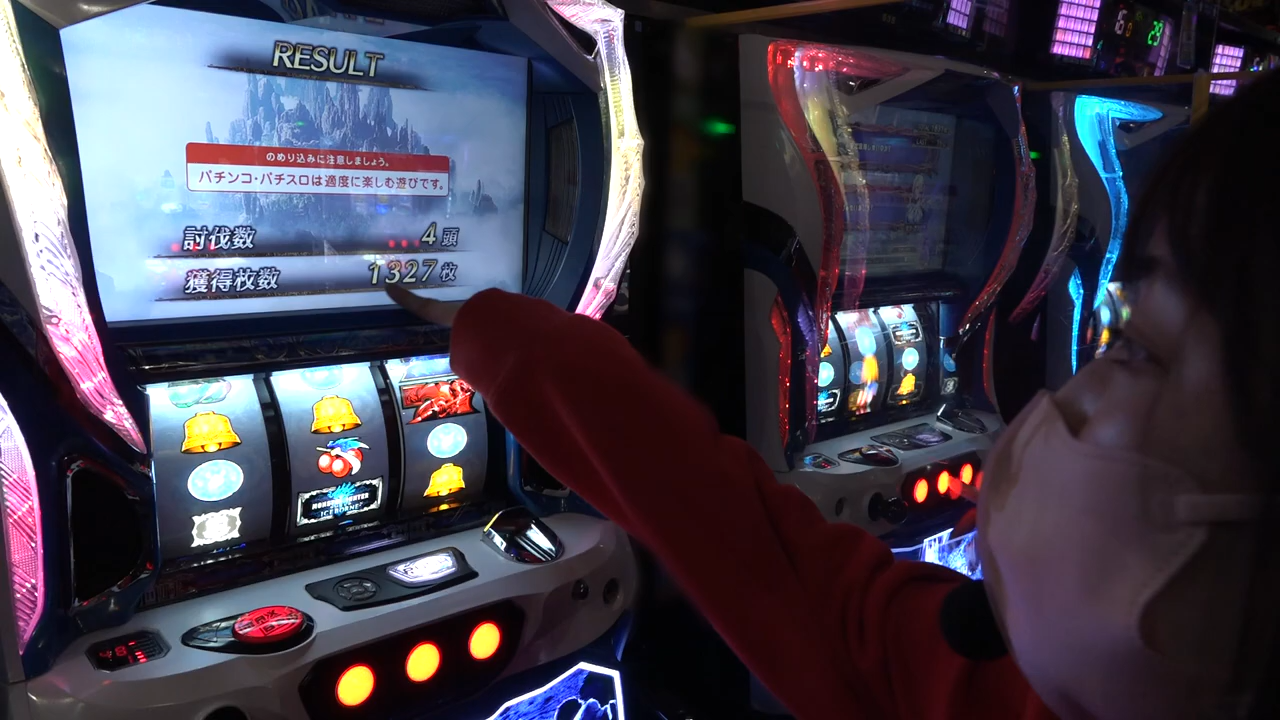 RESULT
のめり込みに注意しましょう。
パチンコ・パチスロは適度に楽しむ遊びです。
討伐数 4頭
獲得枚数 1327枚
MONSTER HUNTER
ICEBORNE
MAX
BET